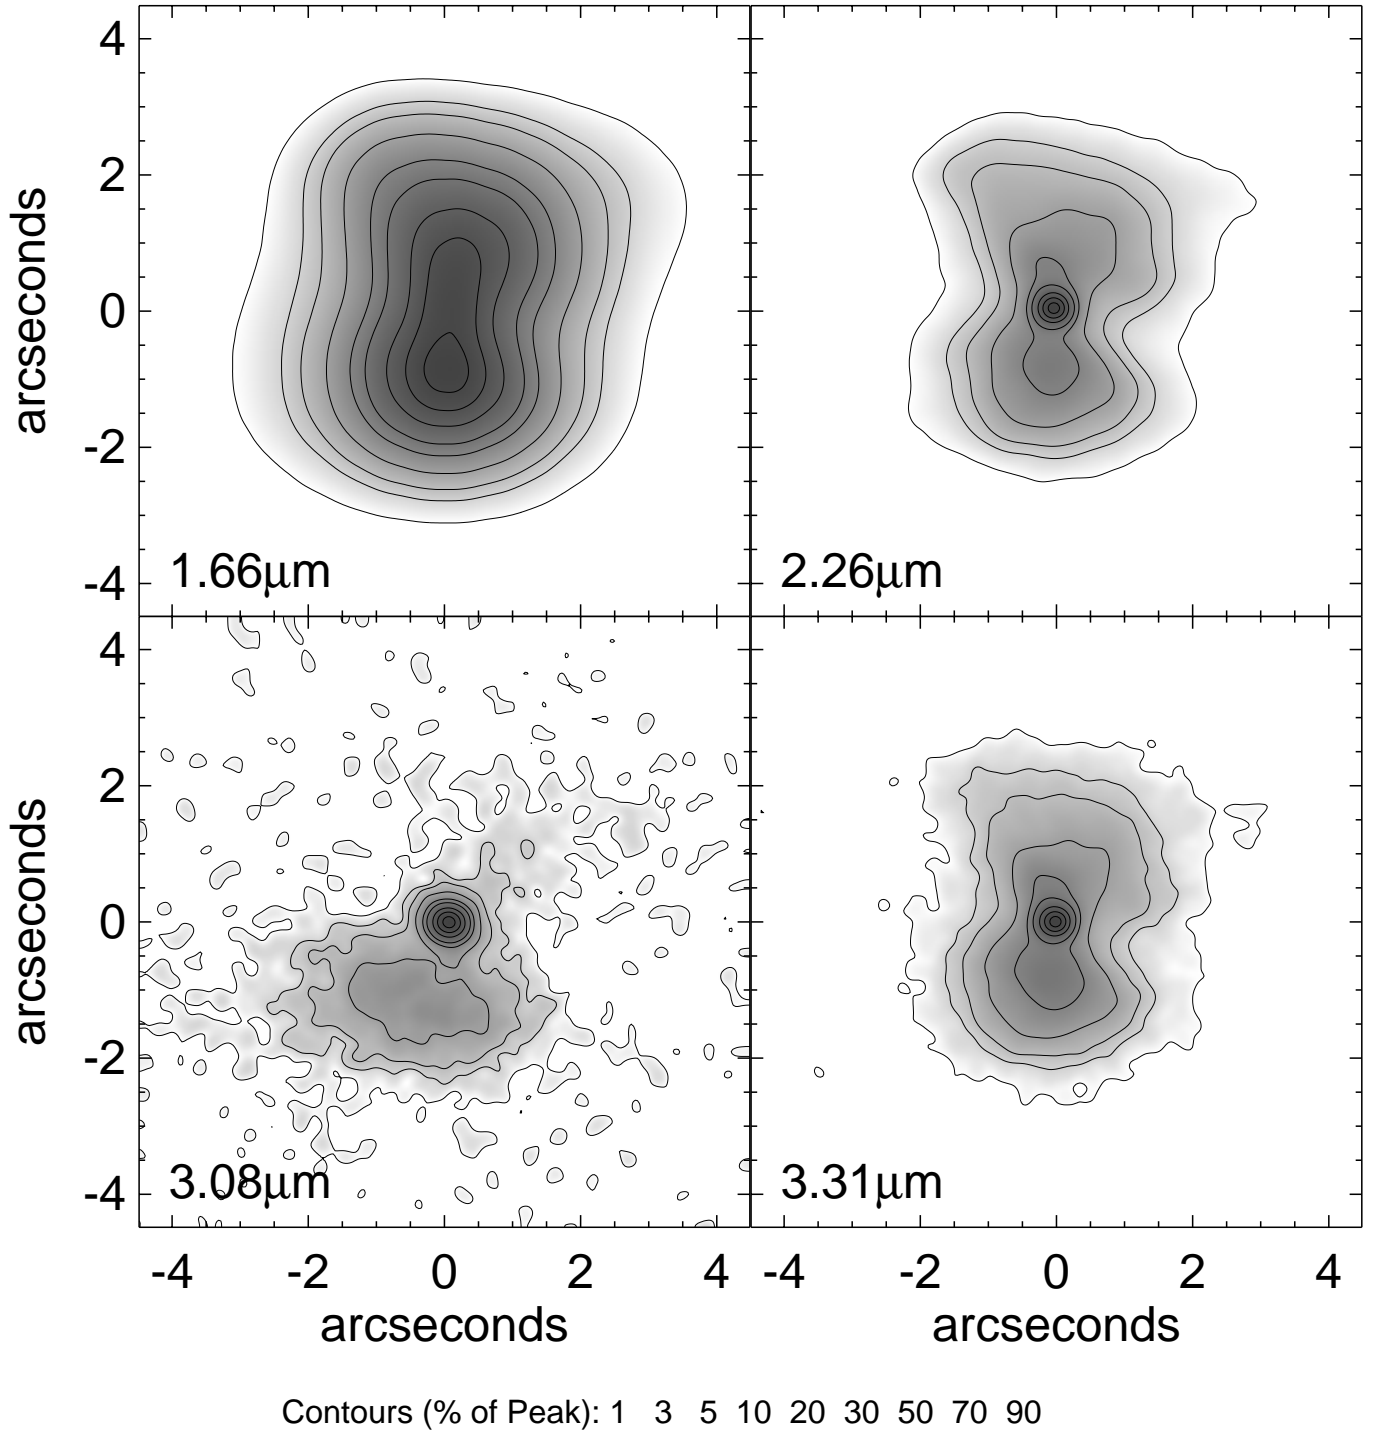 4
2
0
-2
-4
arcseconds
1.66μm
2.26μm
4
2
0
-2
-4
arcseconds
3.08μm
3.31μm
-4 -2 0 2 4 -4 -2 0 2 4
arcseconds arcseconds
Contours (% of Peak): 1 3 5 10 20 30 50 70 90